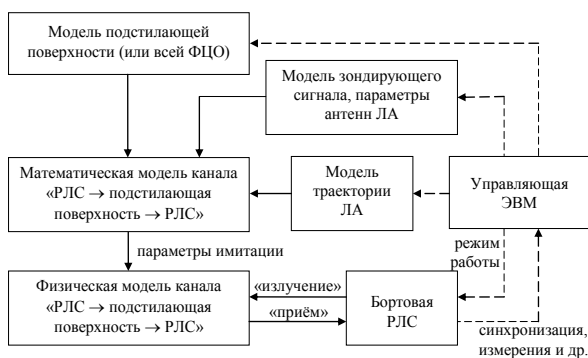 Модель подстилающей
поверхности (или всей ФЦО)
Модель зондирующего
сигнала, параметры
антенн ЛА
Математическая модель канала
«РЛС → подстилающая
поверхность → РЛС»
Модель
траектории
ЛА
Управляющая
ЭВМ
параметры имитации
режим
работы
Физическая модель канала
«РЛС → подстилающая
поверхность → РЛС»
«излучение»
«приём»
Бортовая
РЛС
синхронизация,
измерения и др.